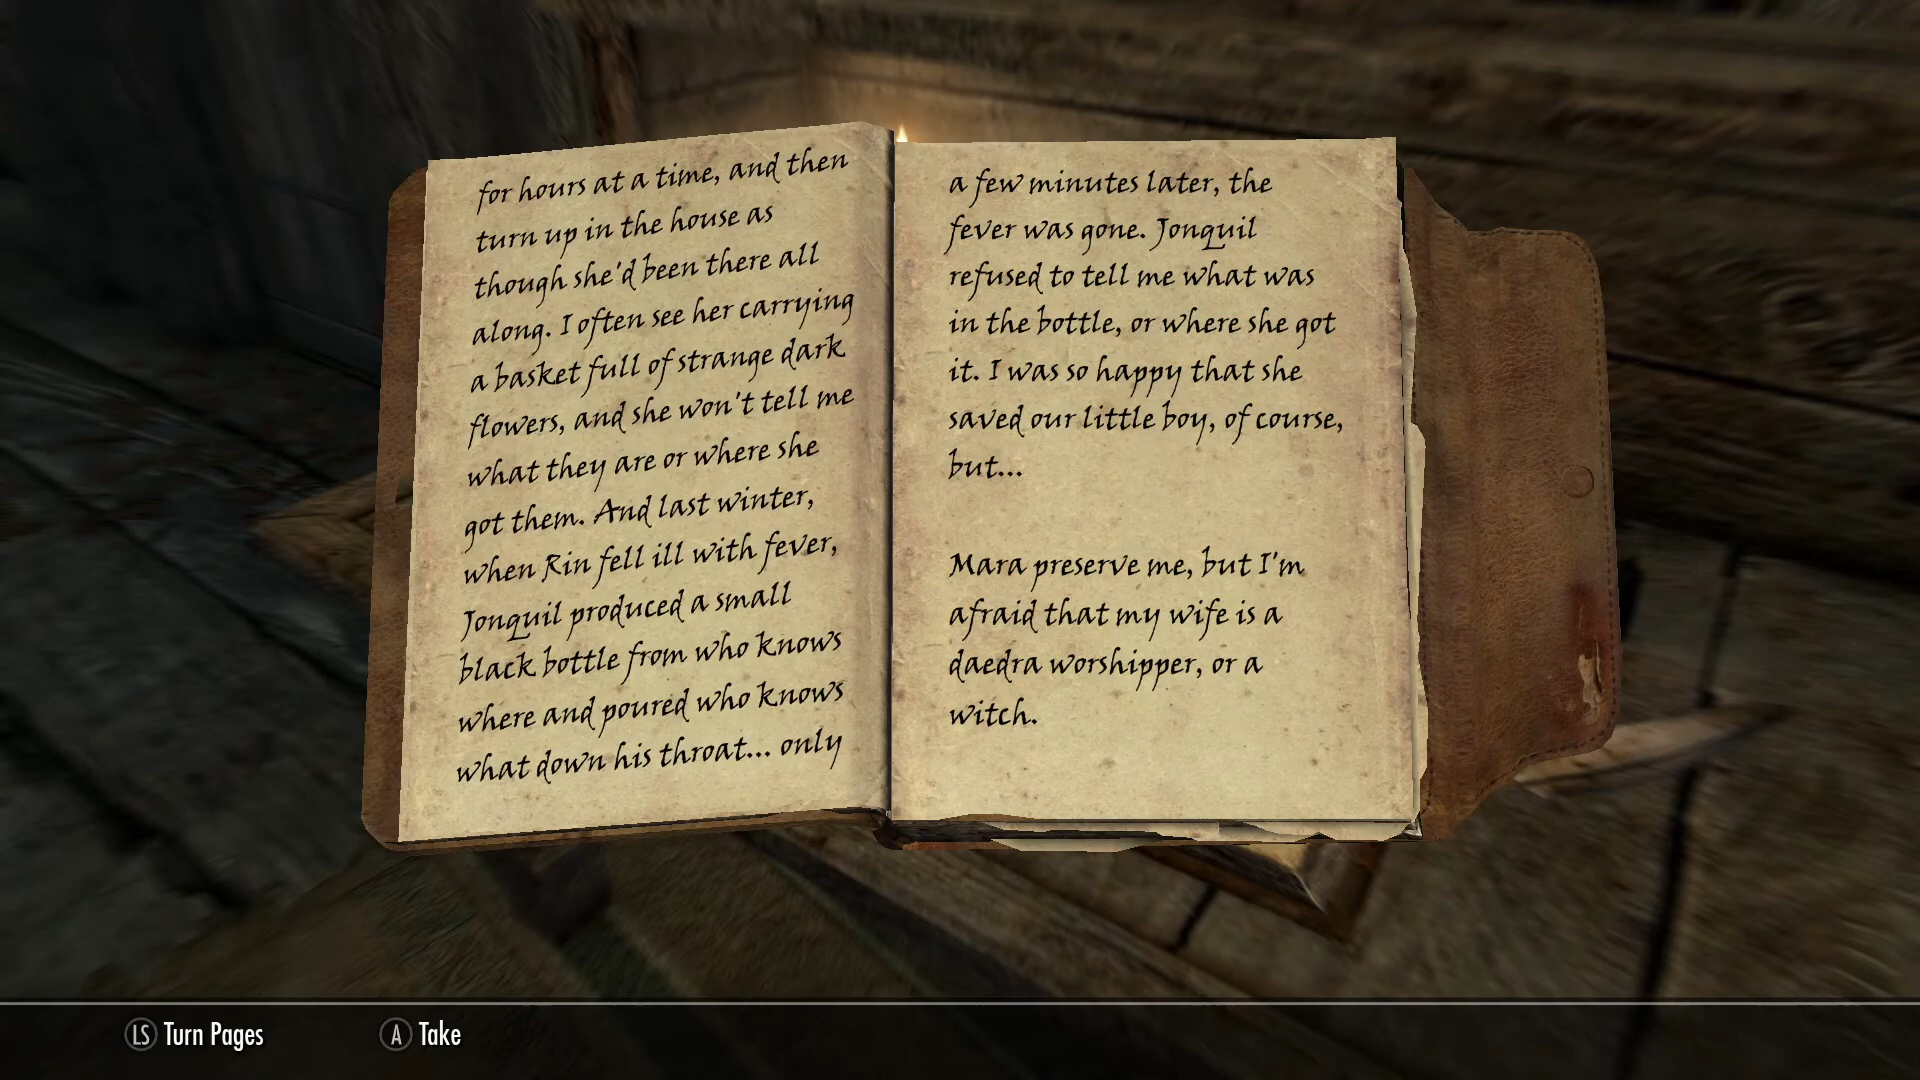 for hours at a time, and then
turn up in the house as
though she'd been there all
along. I often see her carrying
a basket full of strange dark
flowers, and she won't tell me
what they are or where she
got them. And last winter,
when Rin fell ill with fever,
Jonquil produced a small
black bottle from who knows
where and poured who knows
what down his throat... only
a few minutes later, the
fever was gone. Jonquil
refused to tell me what was
in the bottle, or where she got
it. I was so happy that she
saved our little boy, of course,
but...
Mara preserve me, but I'm
afraid that my wife is a
daedra worshipper, or a
witch.
LS Turn Pages
A Take